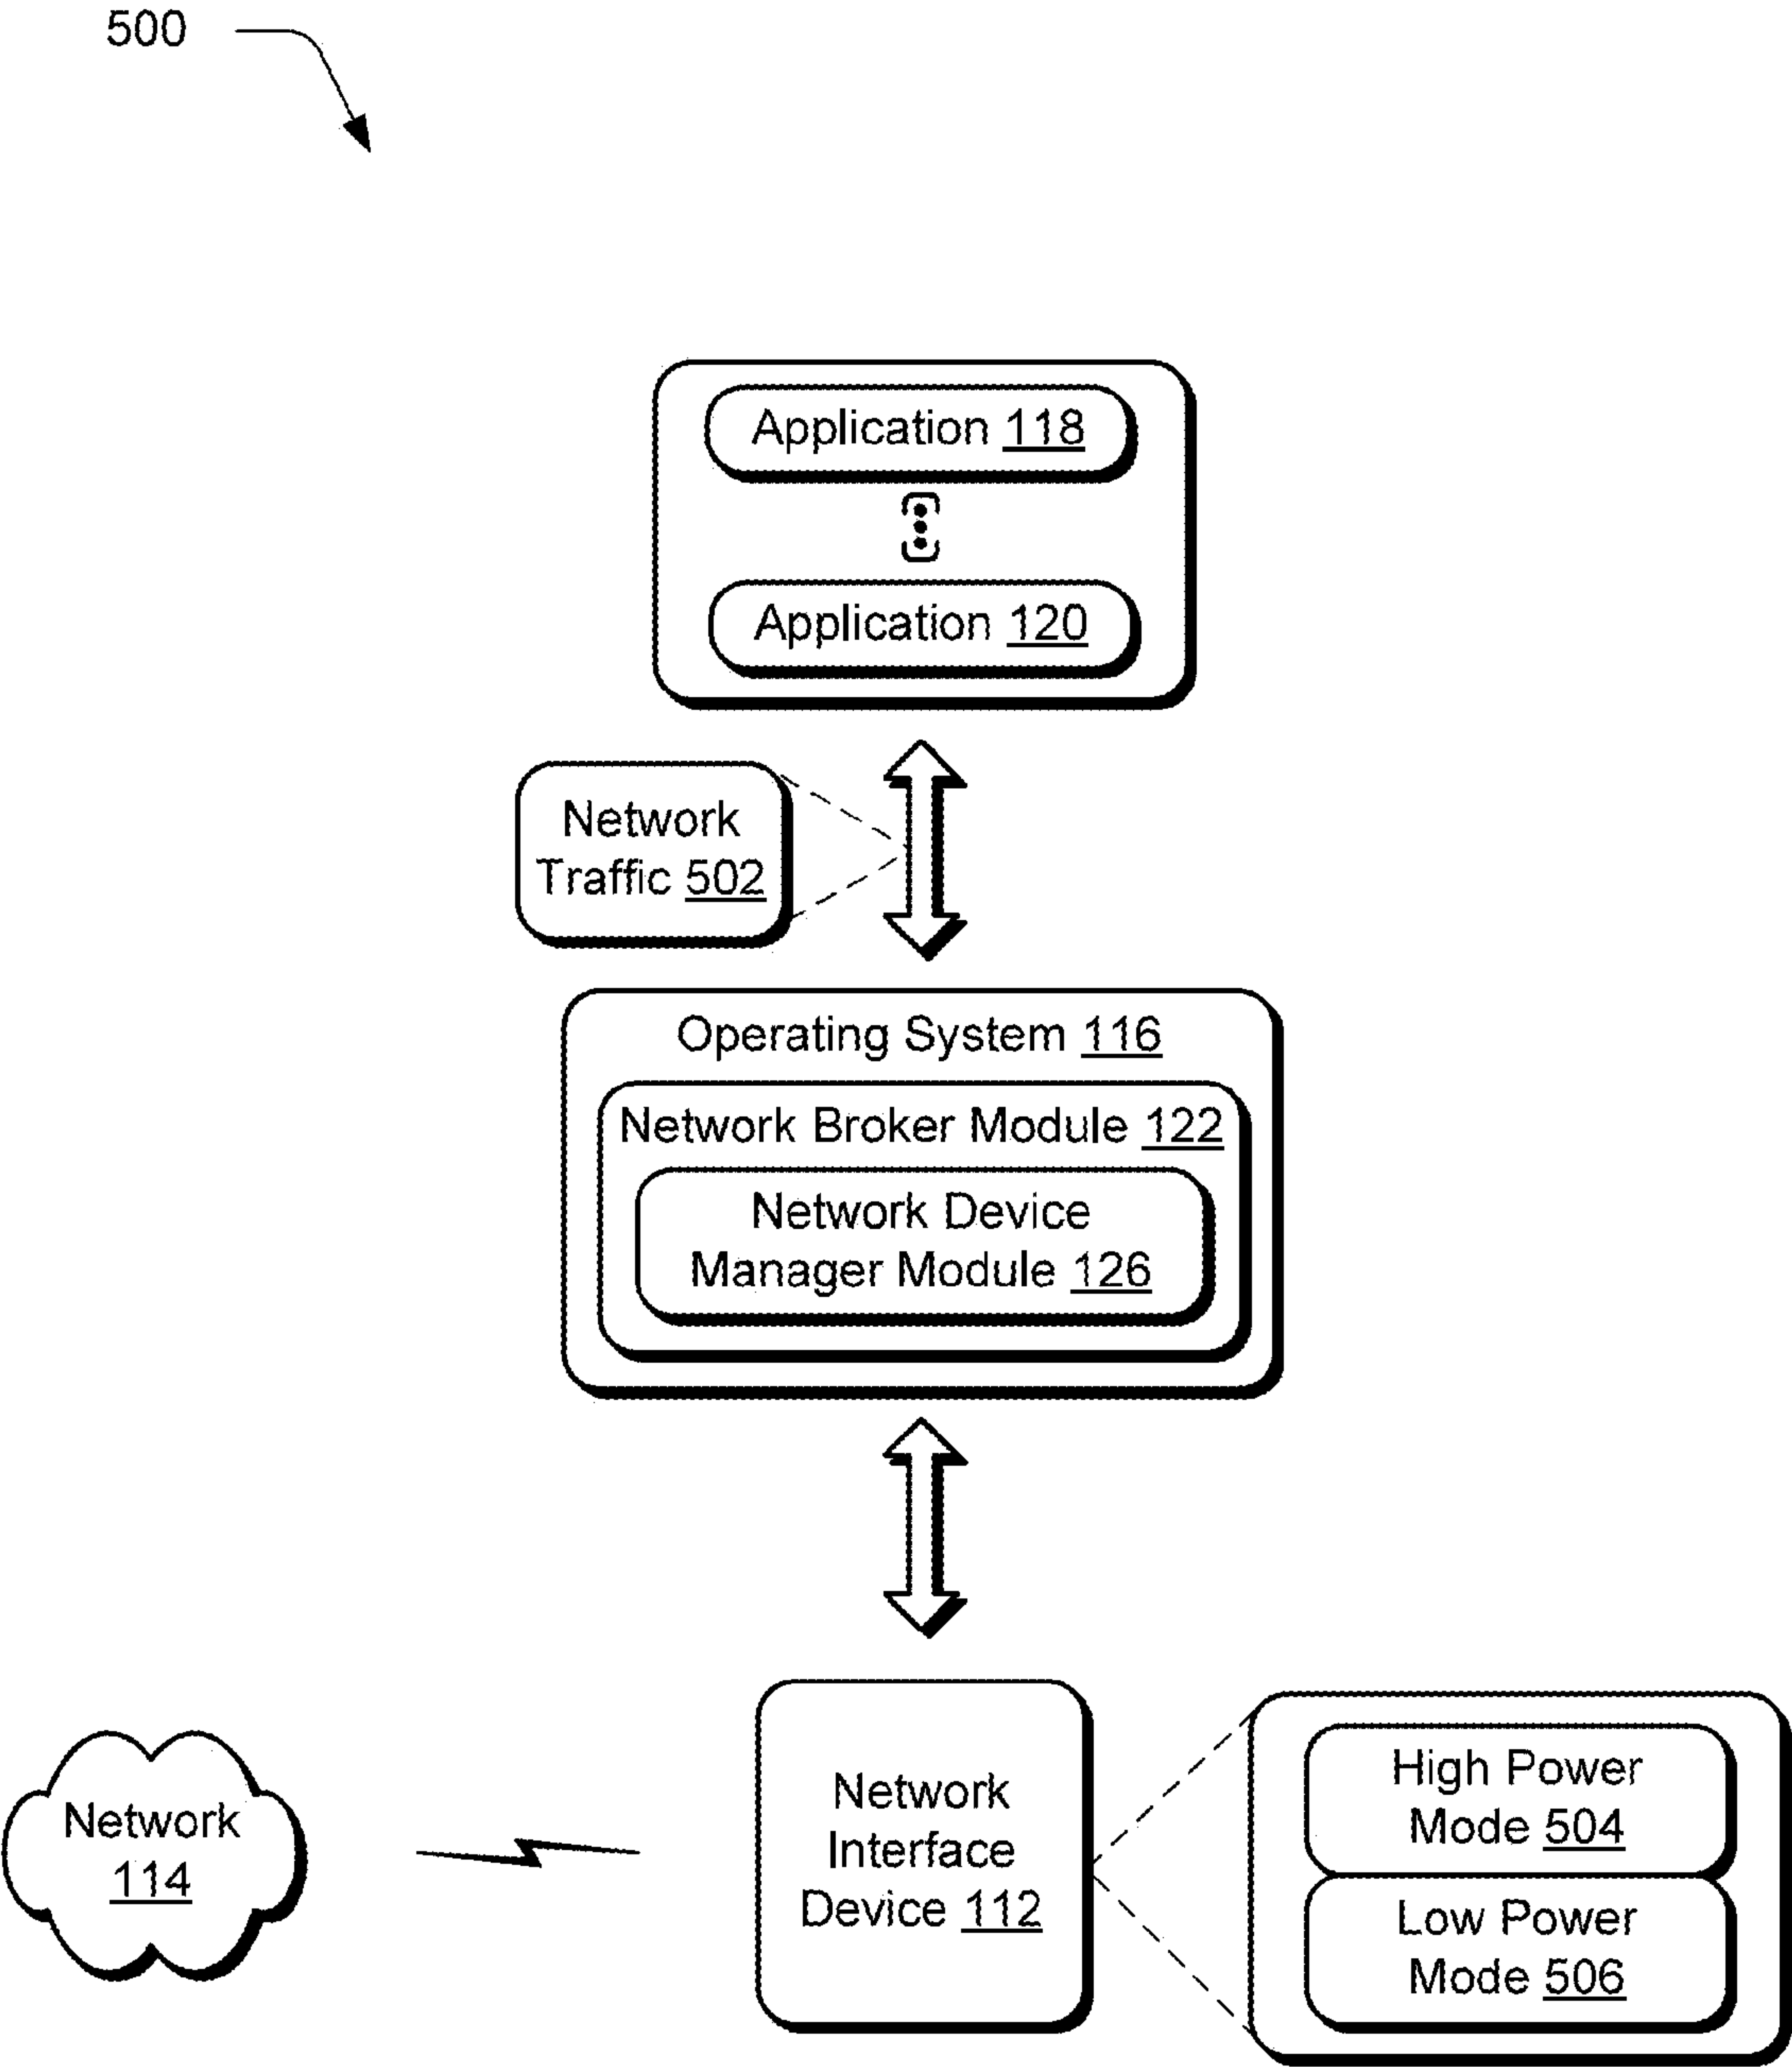 500
Application 118
Application 120
Network
Traffic 502
Operating System 116
Network Broker Module 122
Network Device
Manager Module 126
Network
114
Network
Interface
Device 112
High Power
Mode 504
Low Power
Mode 506